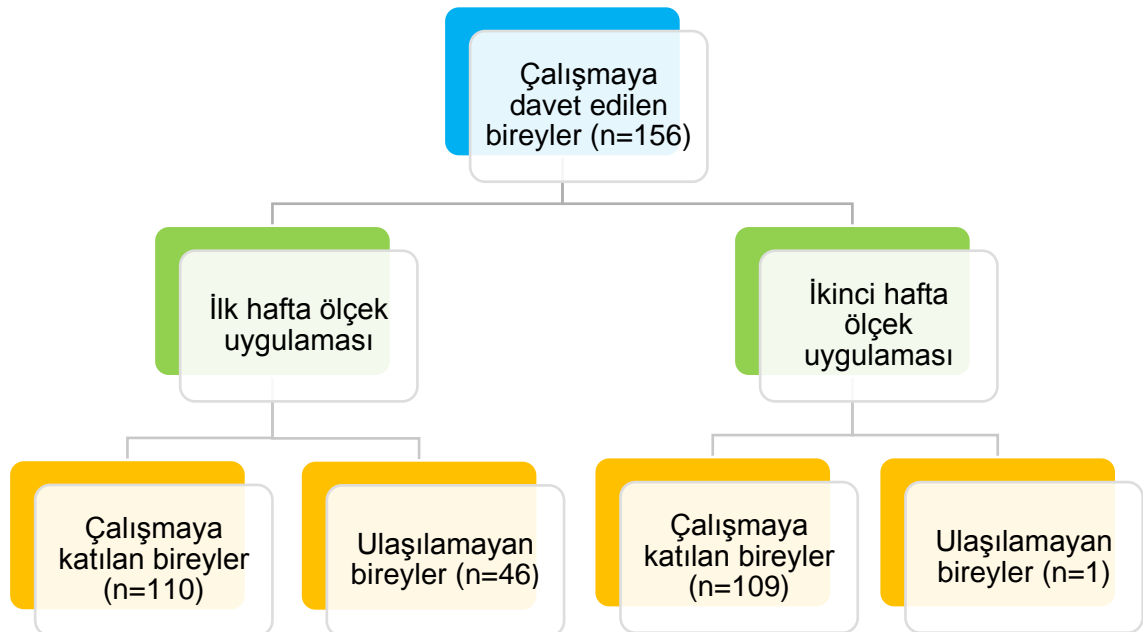 Çalışmaya
davet edilen
bireyler (n=156)
İlk hafta ölçek
uygulaması
İkinci hafta
ölçek
uygulaması
Çalışmaya
katılan bireyler
(n=110)
Ulaşılamayan
bireyler (n=46)
Çalışmaya
katılan bireyler
(n=109)
Ulaşılamayan
bireyler (n=1)